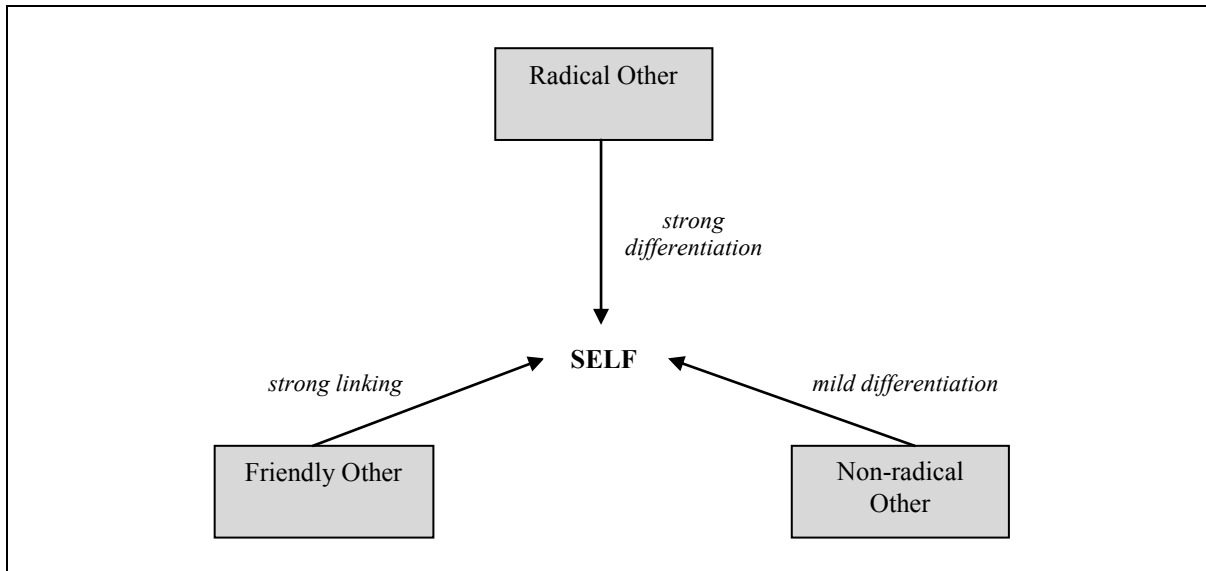 Radical Other
strong
differentiation
SELF
strong linking
mild differentiation
Friendly Other
Non-radical
Other